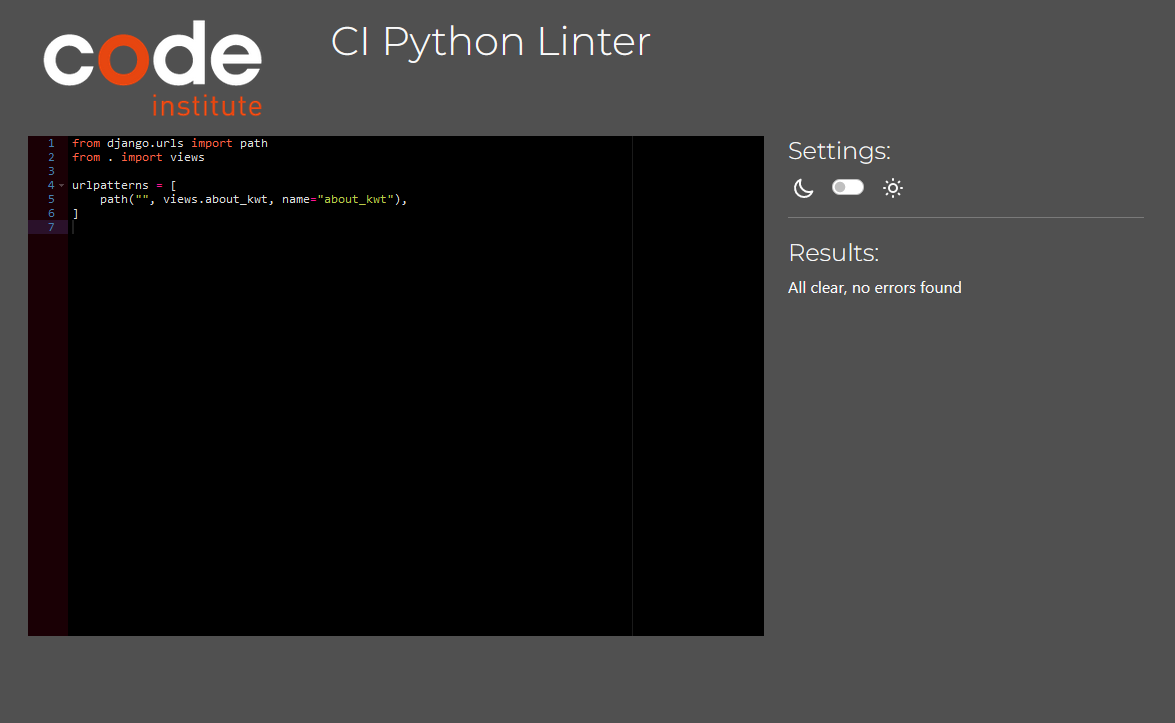 code
institute
CI Python Linter
1 from django.urls import path
2 from . import views
3
4 urlpatterns = [
5     path("", views.about_kwt, name="about_kwt"),
6 ]
7
Settings:
Results:
All clear, no errors found